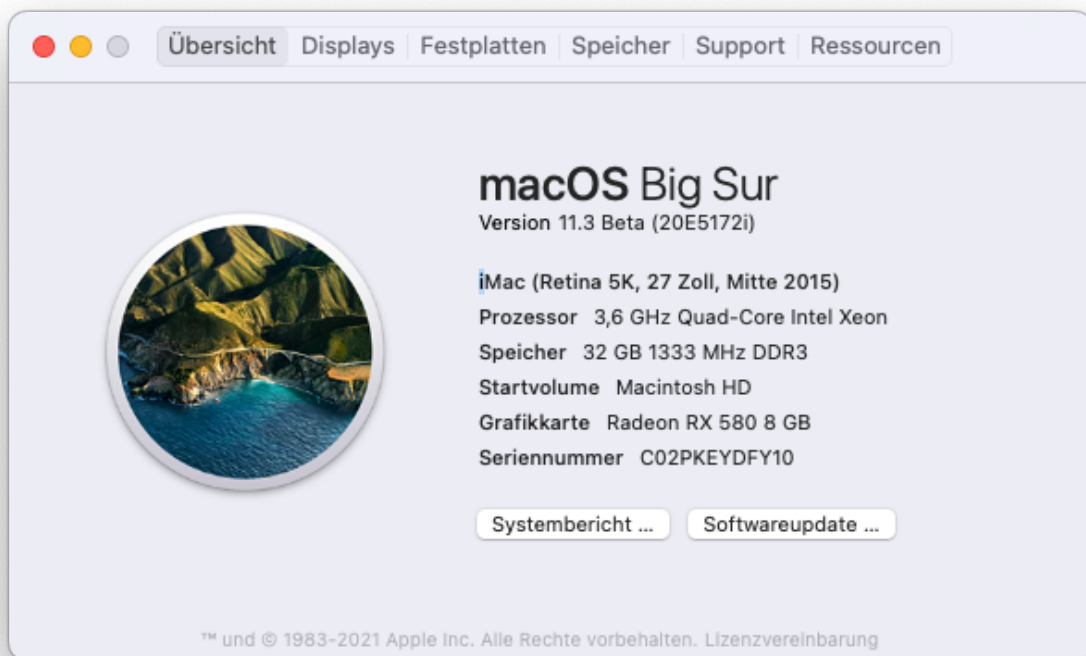 Übersicht Displays Festplatten Speicher Support Ressourcen
macOS Big Sur
Version 11.3 Beta (20E5172i)
iMac (Retina 5K, 27 Zoll, Mitte 2015)
Prozessor 3,6 GHz Quad-Core Intel Xeon
Speicher 32 GB 1333 MHz DDR3
Startvolume Macintosh HD
Grafikkarte Radeon RX 580 8 GB
Seriennummer C02PKEYDFY10
Systembericht ... Softwareupdate ...
™ und © 1983-2021 Apple Inc. Alle Rechte vorbehalten. Lizenzvereinbarung